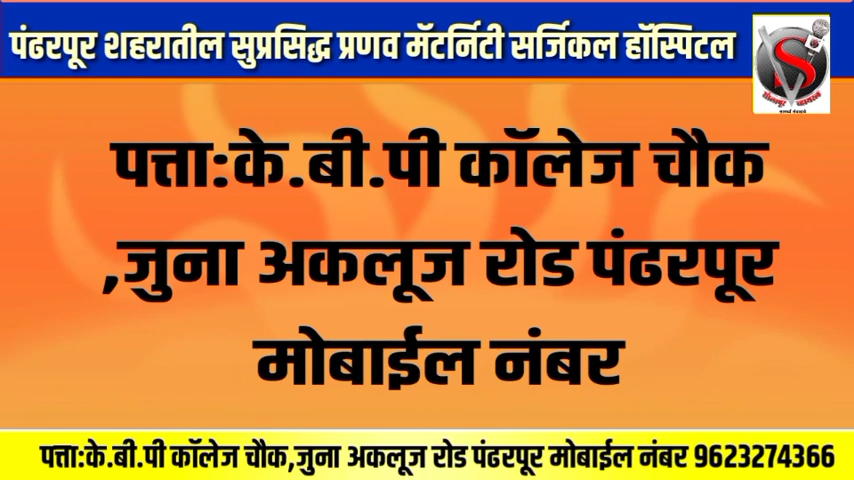 पंढरपूर शहरातील सुप्रसिद्ध प्रणव मॅटर्निटी सर्जिकल हॉस्पिटल
पत्ता:के.बी.पी कॉलेज चौक
,जुना अकलूज रोड पंढरपूर
मोबाईल नंबर
पत्ता:के.बी.पी कॉलेज चौक,जुना अकलूज रोड पंढरपूर मोबाईल नंबर 9623274366